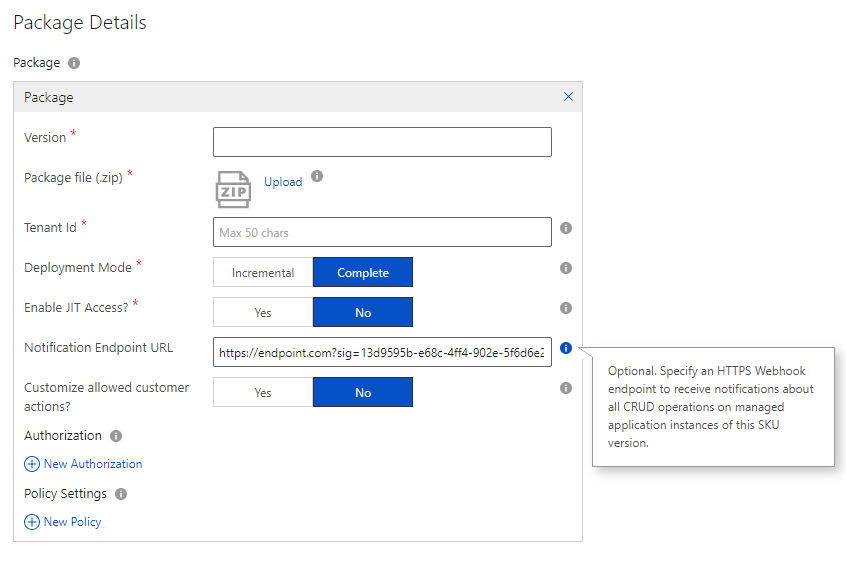 Package Details
Package
Package
Version *
Package file (.zip) *
ZIP
Upload
Tenant Id *
Max 50 chars
Deployment Mode *
Incremental
Complete
Enable JIT Access? *
Yes
No
Notification Endpoint URL
https://endpoint.com?sig=13d9595b-e68c-4ff4-902e-5f6d6e2
Optional. Specify an HTTPS Webhook
endpoint to receive notifications about
all CRUD operations on managed
application instances of this SKU
version.
Customize allowed customer
actions?
Yes
No
Authorization
New Authorization
Policy Settings
New Policy